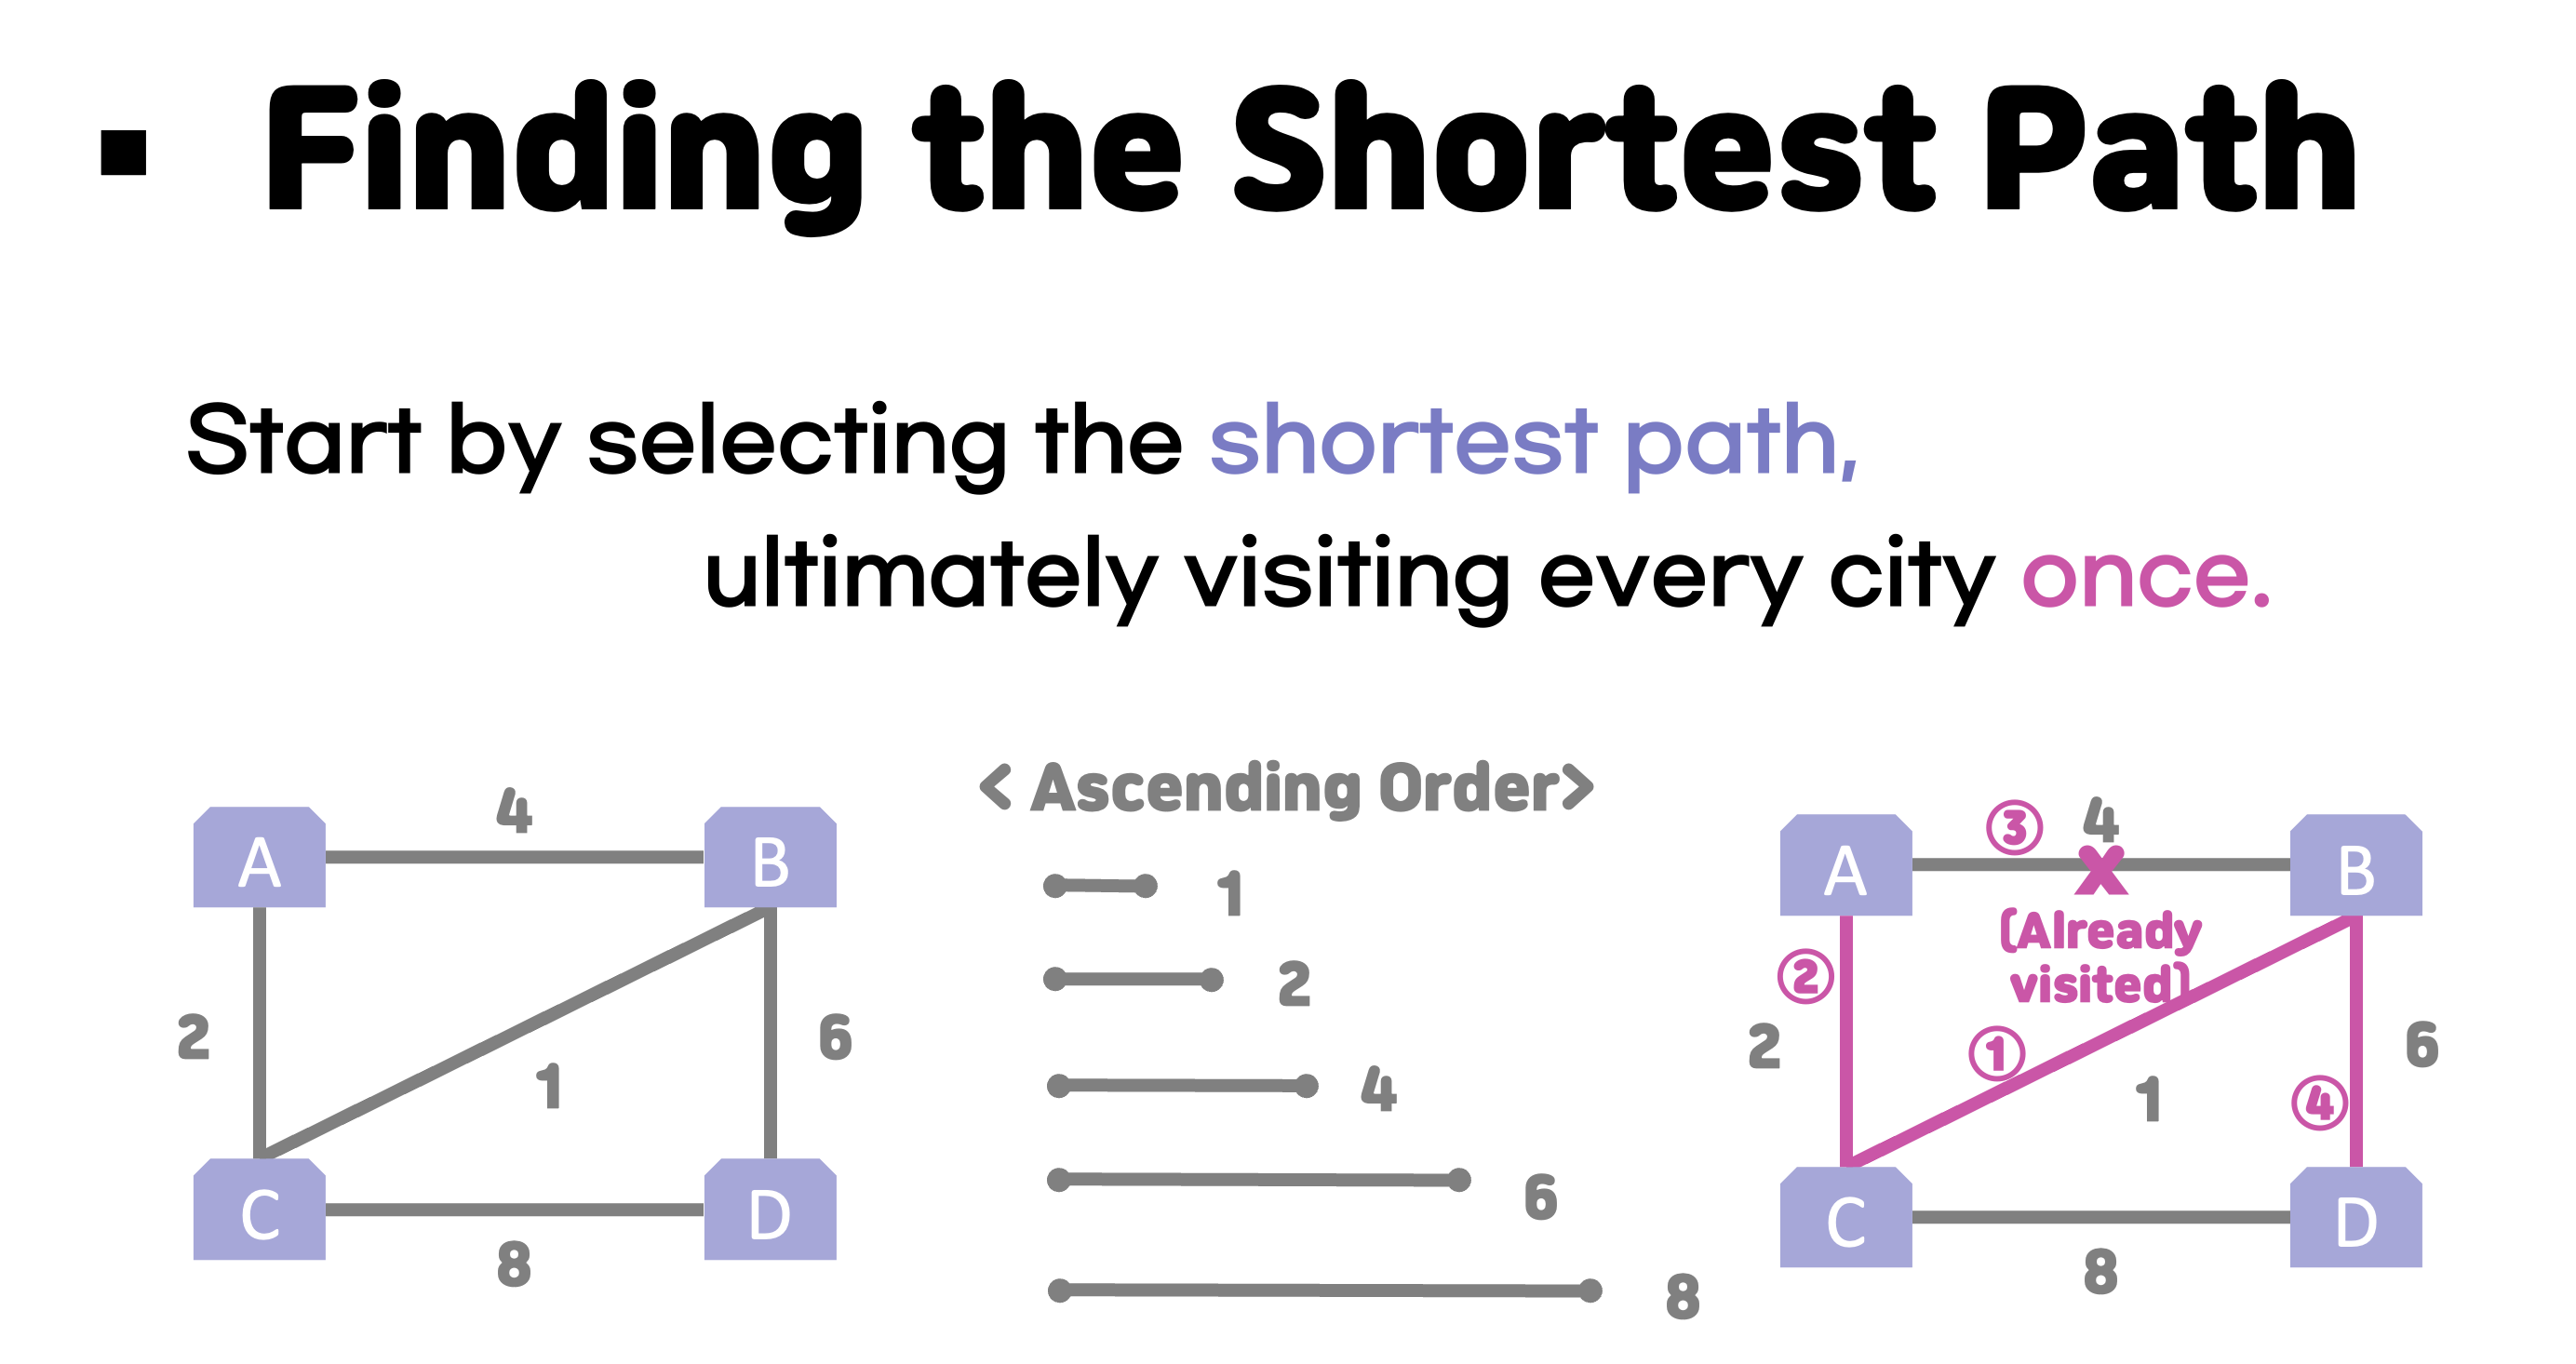 ▪ Finding the Shortest Path
Start by selecting the shortest path,
ultimately visiting every city once.
A
4
B
2
1
6
C
8
D
< Ascending Order>
1
2
4
6
8
A
③
4
B
(Already
visited)
②
2
①
1
④
6
C
8
D